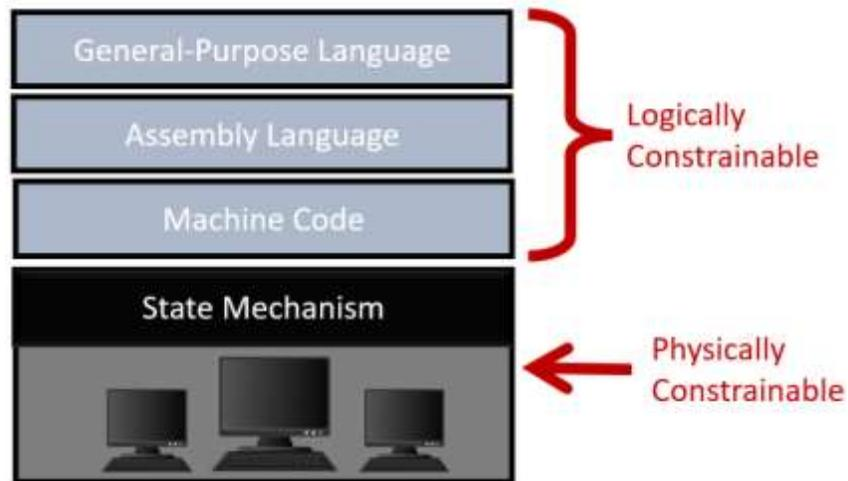 General-Purpose Language
Assembly Language
Logically
Constrainable
Machine Code
State Mechanism
Physically
Constrainable